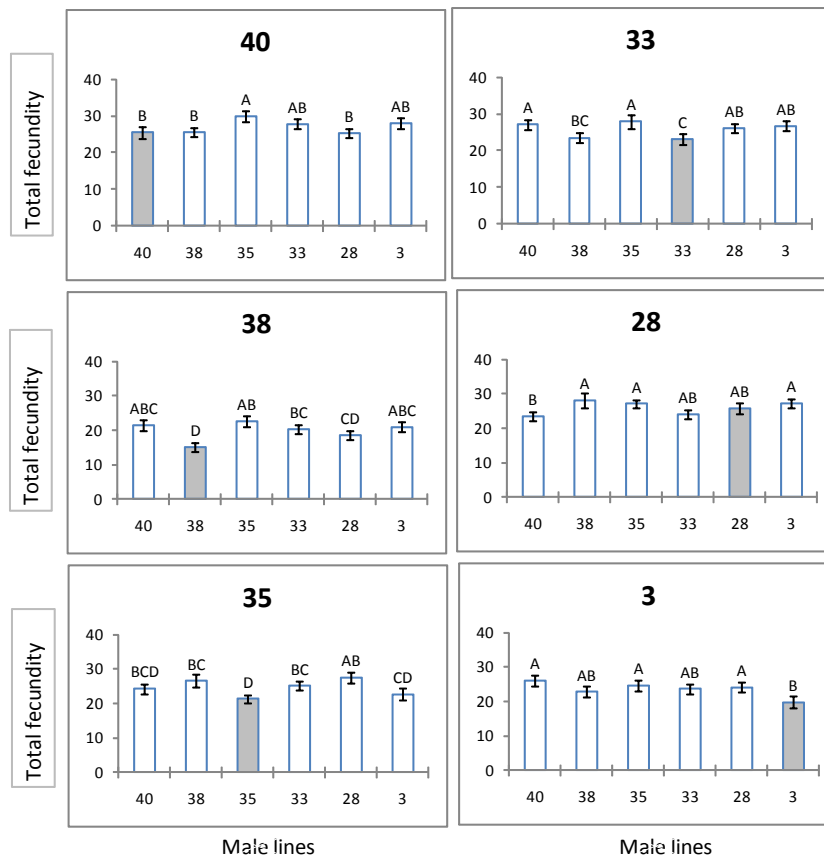 40
Total fecundity
40
30
20
10
0
B B A AB B AB
40 38 35 33 28 3
33
40
30
20
10
0
A BC A C AB AB
40 38 35 33 28 3
38
Total fecundity
40
30
20
10
0
ABC D AB BC CD ABC
40 38 35 33 28 3
28
40
30
20
10
0
B A A AB AB A
40 38 35 33 28 3
35
Total fecundity
40
30
20
10
0
BCD BC D BC AB CD
40 38 35 33 28 3
Male lines
3
40
30
20
10
0
A AB A AB A B
40 38 35 33 28 3
Male lines